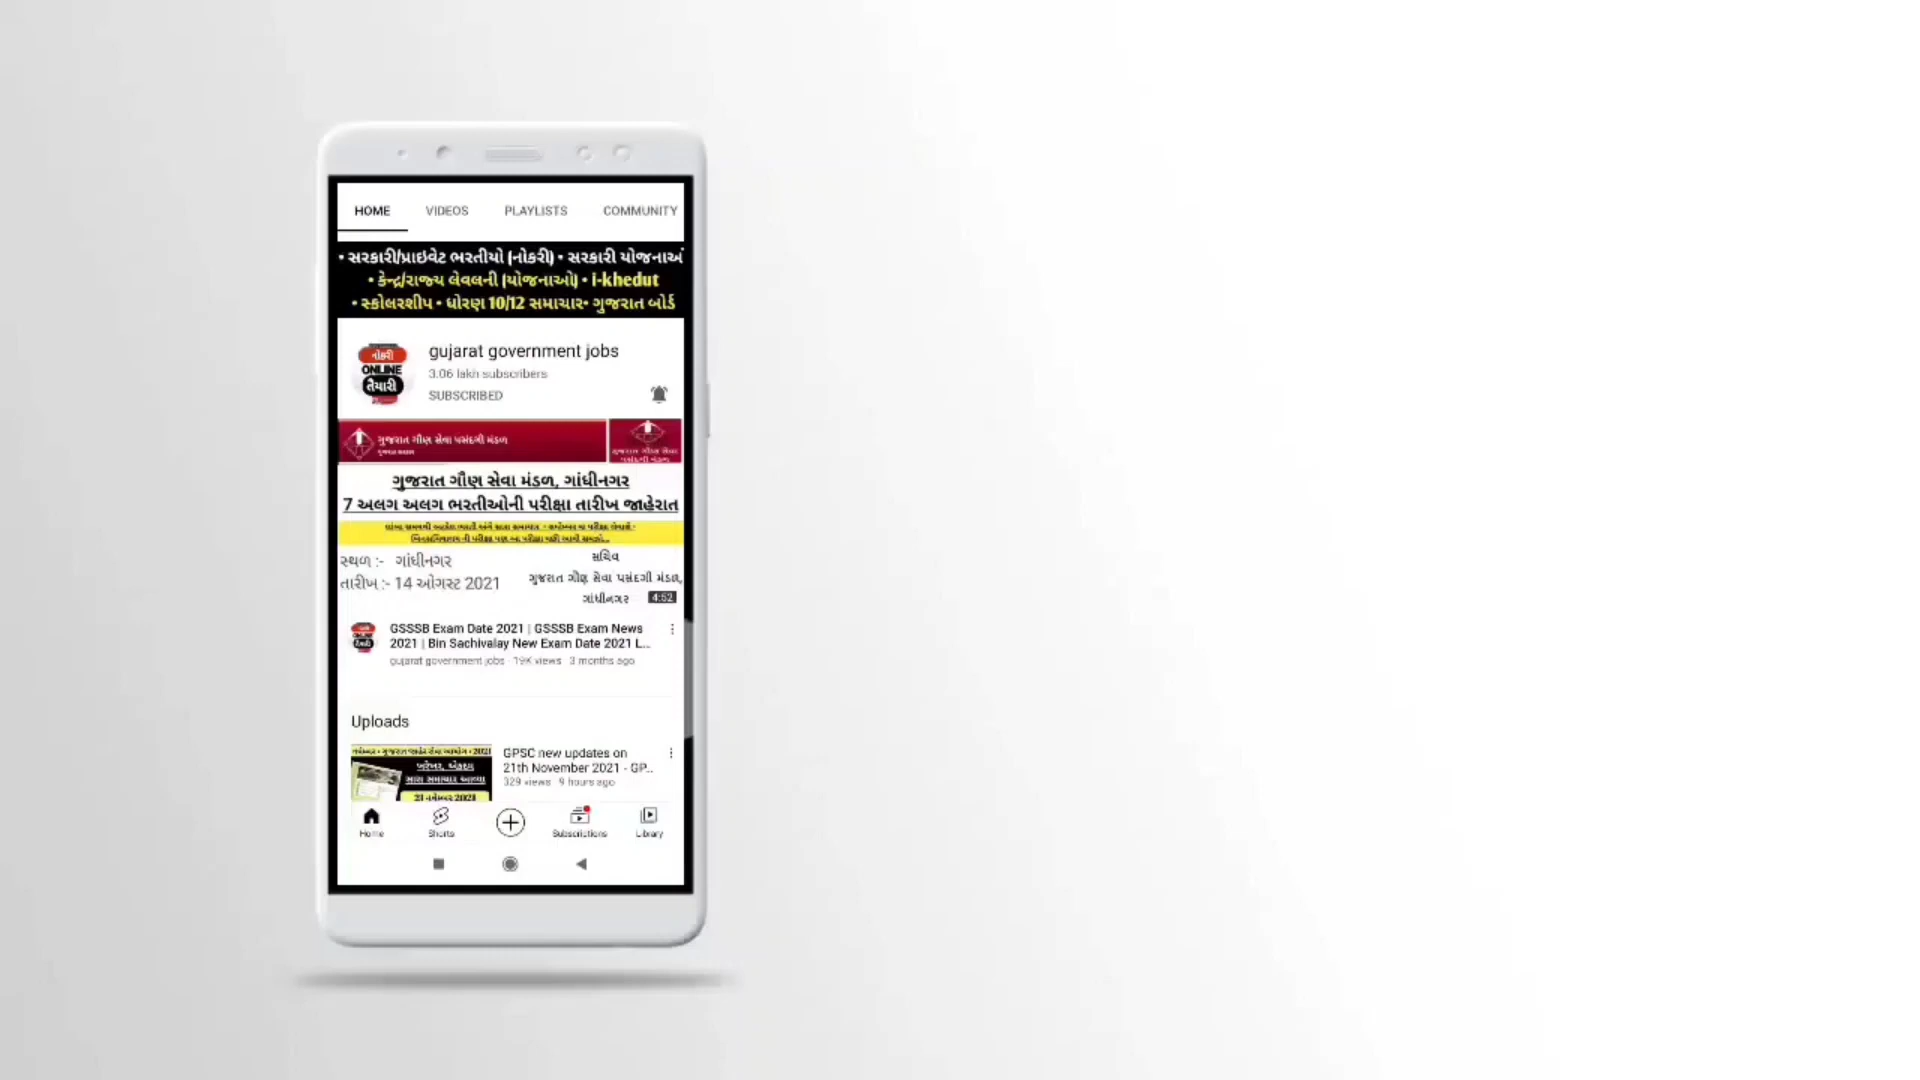 HOME VIDEOS PLAYLISTS COMMUNITY
• સરકારી/પ્રાઇવેટ ભરતીયો (નોકરી) • સરકારી યોજનાઓ
• કેન્દ્ર/રાજ્ય લેવલની (યોજનાઓ) • i-khedut
• સ્કોલરશીપ • ધોરણ 10/12 સમાચાર• ગુજરાત બોર્ડ
નોકરી
ONLINE
તૈયારી
gujarat government jobs
3.06 lakh subscribers
SUBSCRIBED
ગુજરાત ગૌણ સેવા પસંદગી મંડળ
ગુજરાત ગૌણ સેવા
પસંદગી મંડળ
ગુજરાત ગૌણ સેવા મંડળ, ગાંધીનગર
7 અલગ અલગ ભરતીઓની પરીક્ષા તારીખ જાહેરાત
સ્થળ :- ગાંધીનગર
તારીખ :- 14 ઓગસ્ટ 2021
સચિવ
ગુજરાત ગૌણ સેવા પસંદગી મંડળ,
ગાંધીનગર
4:52
GSSSB Exam Date 2021 | GSSSB Exam News
2021 | Bin Sachivalay New Exam Date 2021 L...
gujarat government jobs · 19K views · 3 months ago
Uploads
21 નવેમ્બર 2021
GPSC new updates on
21th November 2021 - GP..
329 views · 9 hours ago
Home Shorts Subscriptions Library